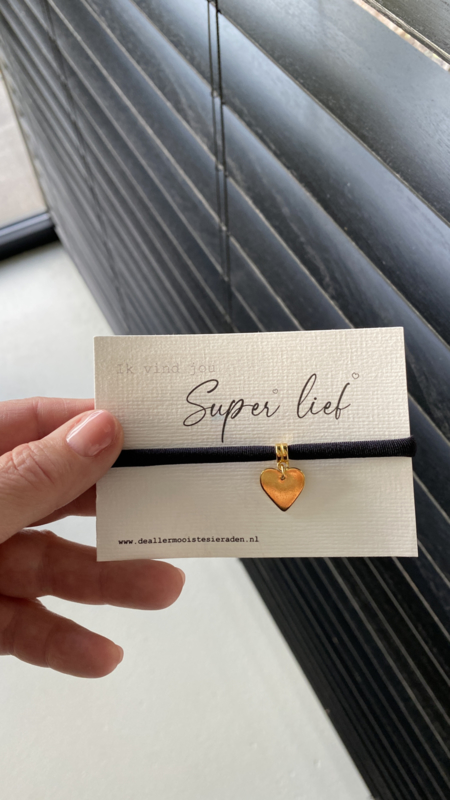 Ik vind jou
Super lief
www.deallermooistesieraden.nl